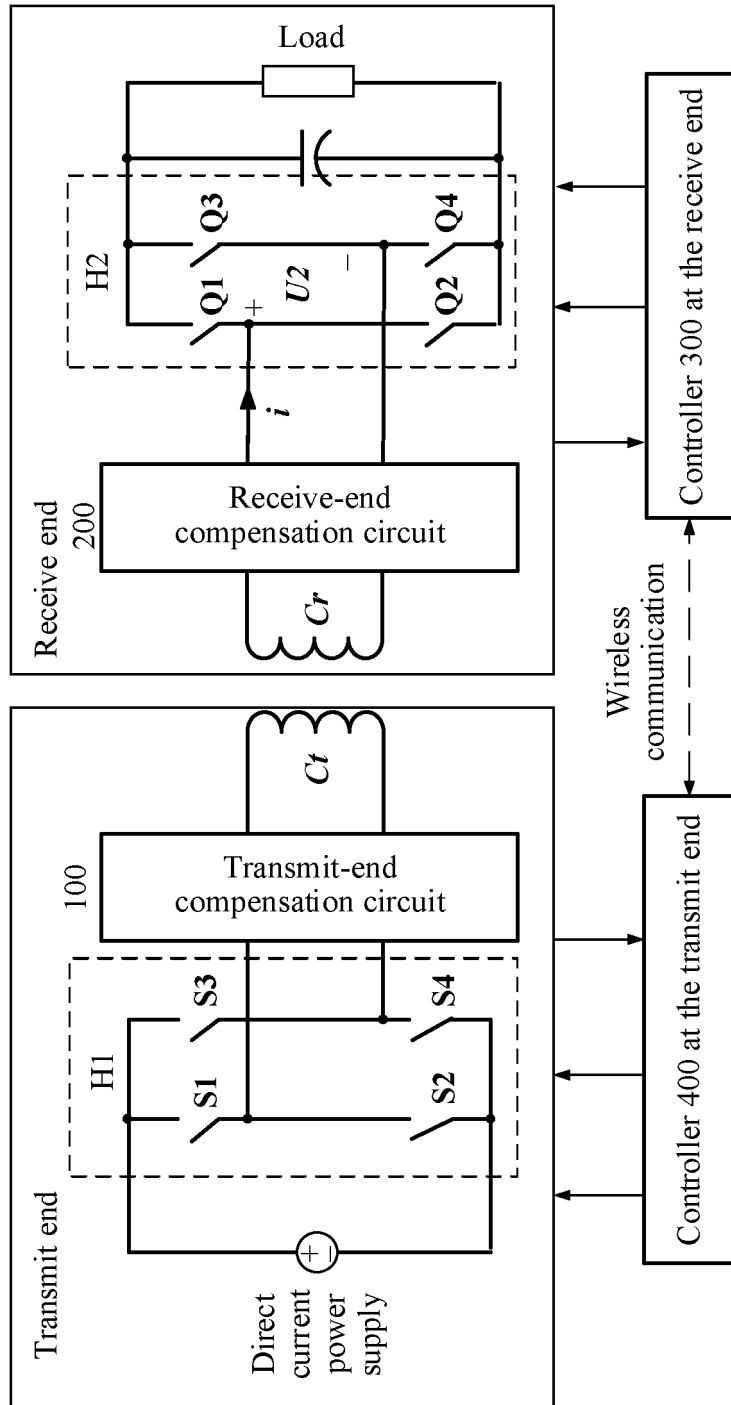 Transmit end
Direct
current
power
supply
+
−
H1
S1
S3
S2
S4
100
Transmit-end
compensation circuit
Ct
Receive end
200
Cr
Receive-end
compensation circuit
i
H2
Q1
Q3
+
U2
−
Q2
Q4
Load
Controller 400 at the transmit end
Wireless
communication
Controller 300 at the receive end